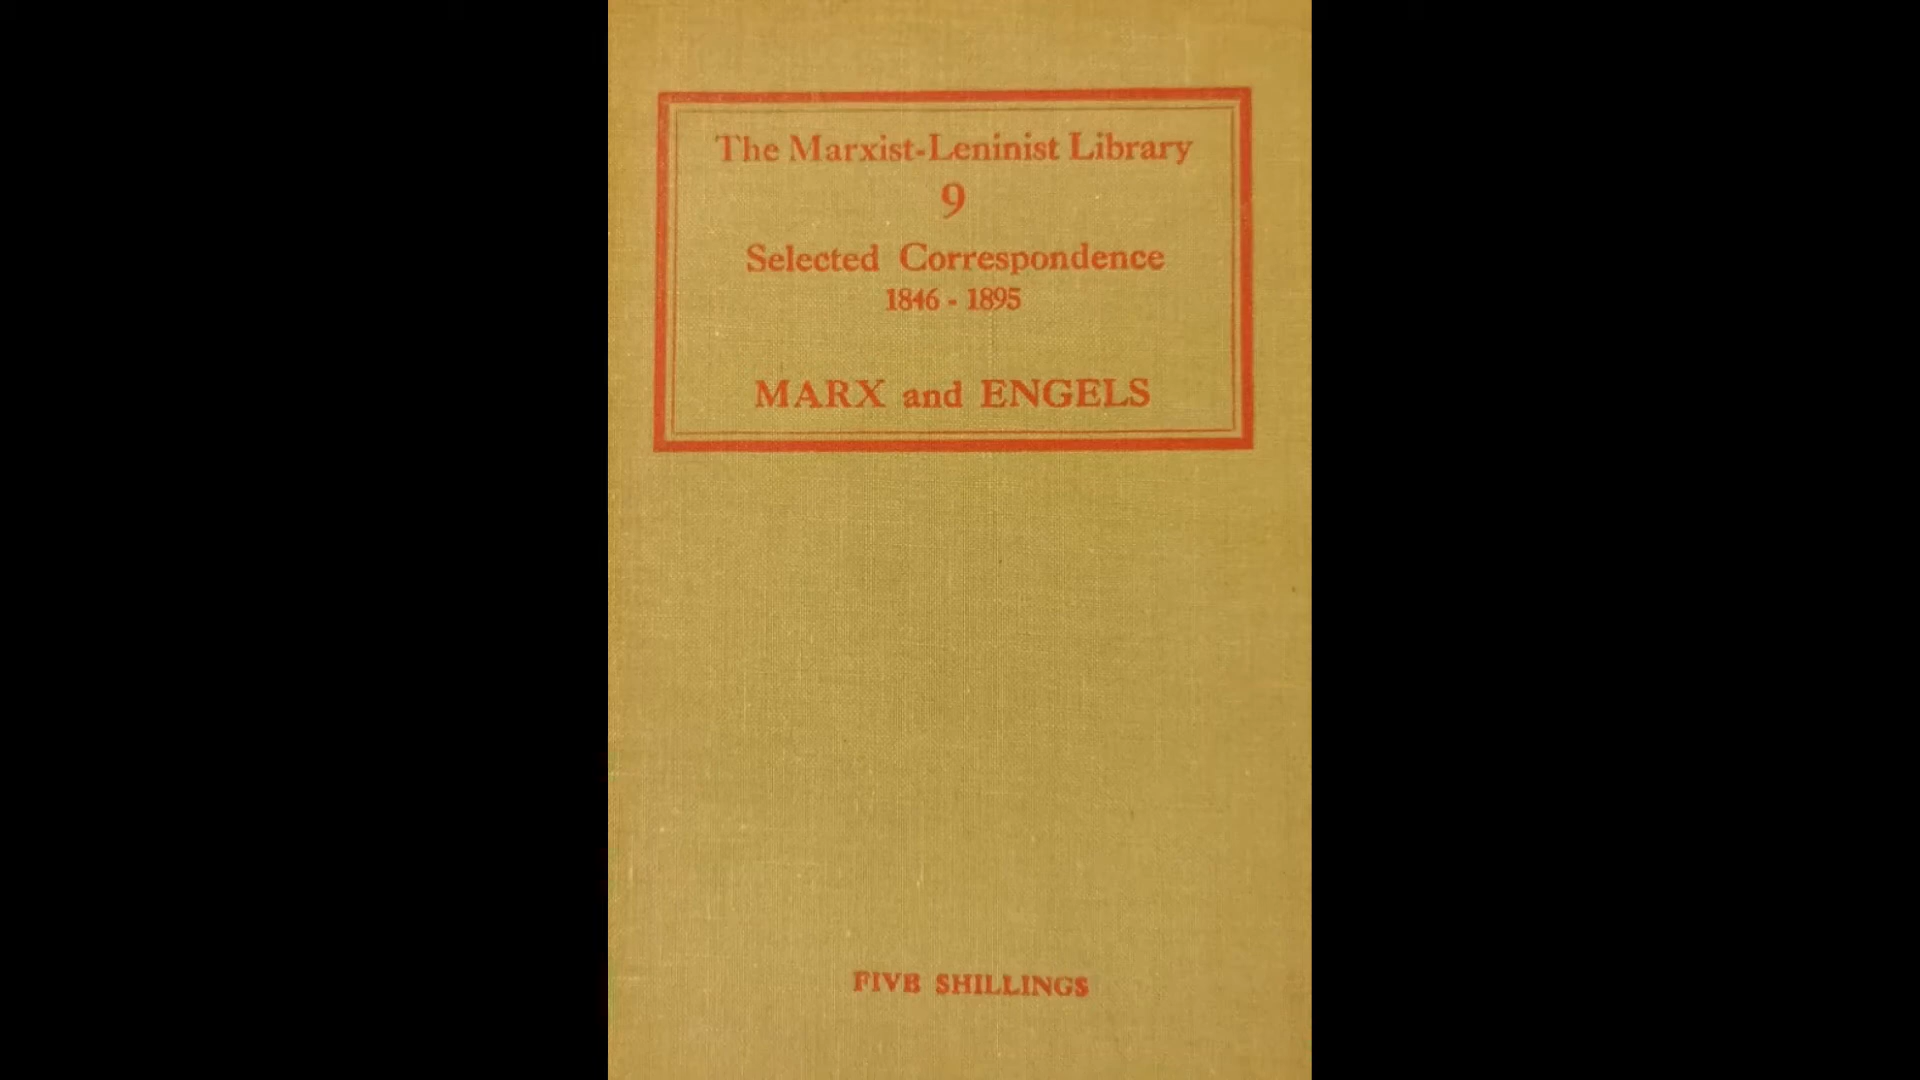 The Marxist-Leninist Library
9
Selected Correspondence
1846 - 1895
MARX and ENGELS
FIVE SHILLINGS